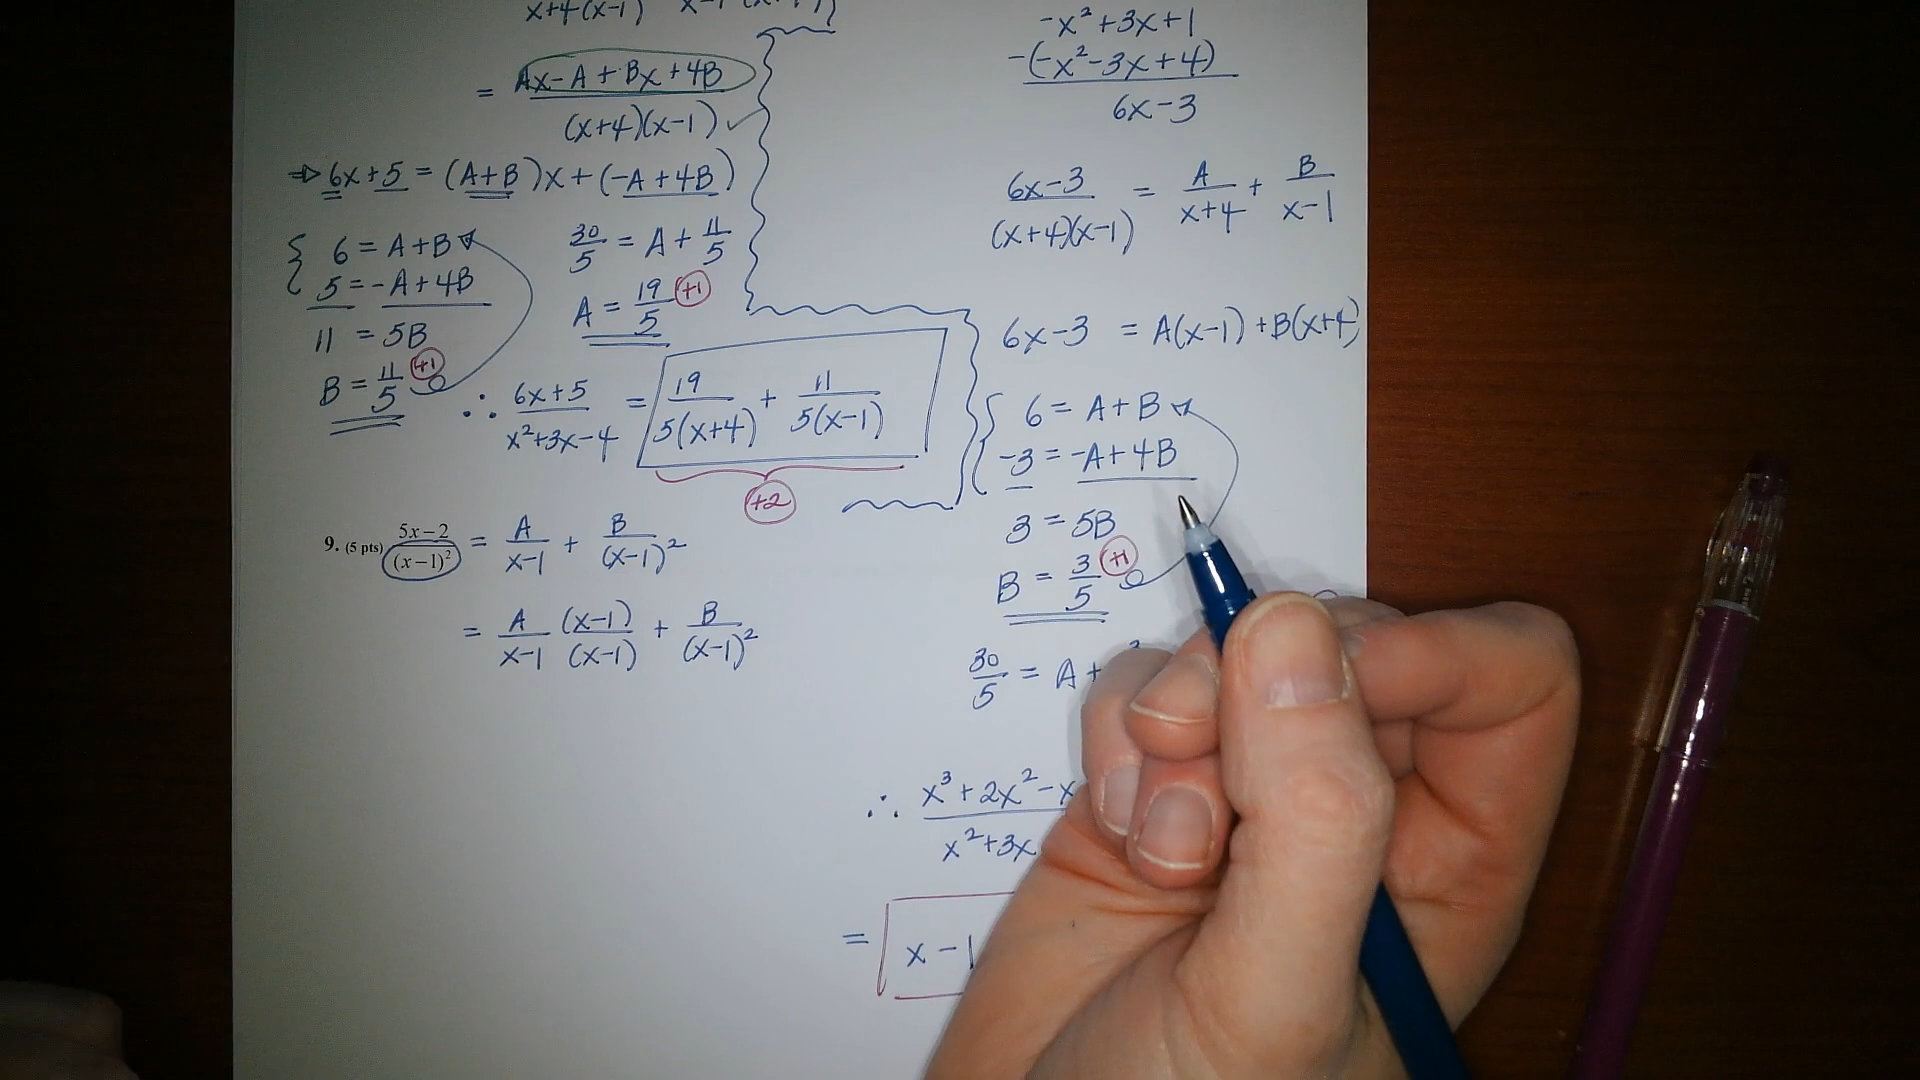 x+4(x-1)
= Ax-A+Bx+4B / (x+4)(x-1) ✓
⇒ 6x+5 = (A+B)x+(-A+4B)
{ 6 = A+B
5 = -A+4B
11 = 5B
B = 11/5 +1
30/5 = A + 11/5
A = 19/5 +1
∴ 6x+5 / x²+3x-4 = 19 / 5(x+4) + 11 / 5(x-1)
+2
9. (5 pts) 5x-2 / (x-1)² = A / x-1 + B / (x-1)²
= A / x-1 (x-1) / (x-1) + B / (x-1)²
-x²+3x+1
-(-x²-3x+4)
6x-3
6x-3 / (x+4)(x-1) = A / x+4 + B / x-1
6x-3 = A(x-1)+B(x+4)
{ 6 = A+B
-3 = -A+4B
3 = 5B
B = 3/5 +1
30/5 = A+
∴ x³+2x²-x
x²+3x
= x-1